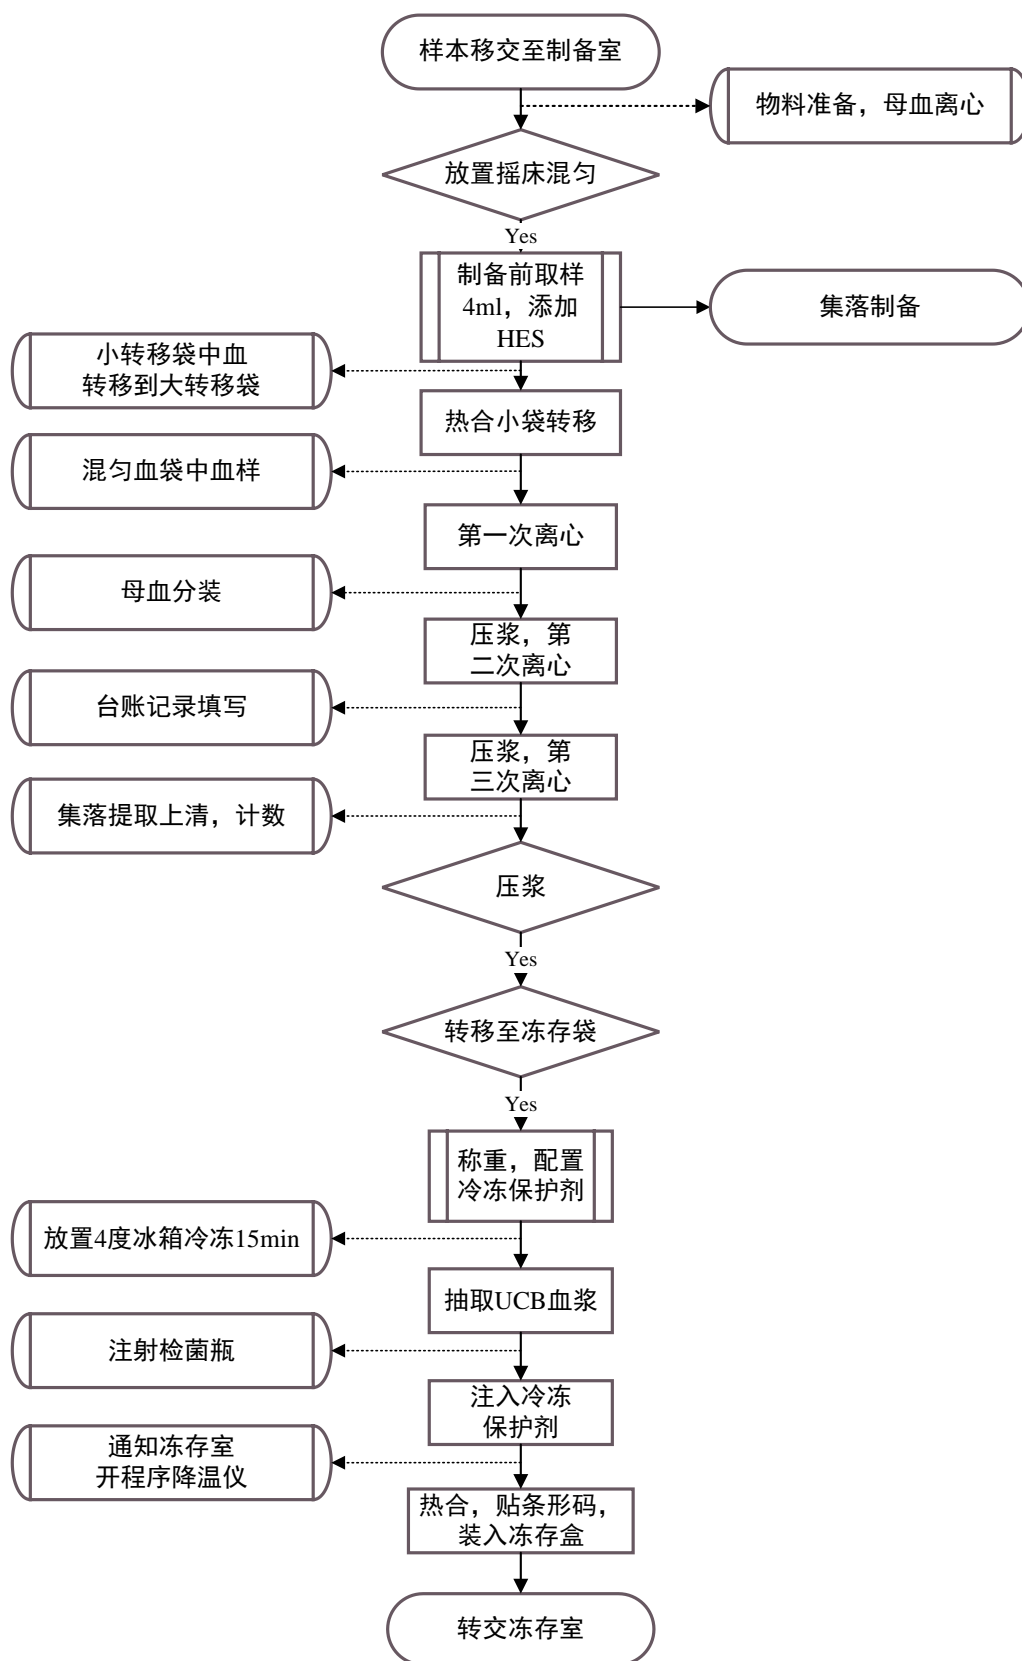 样本移交至制备室
物料准备，母血离心
放置摇床混匀
Yes
制备前取样
4ml，添加
HES
集落制备
小转移袋中血
转移到大转移袋
热合小袋转移
混匀血袋中血样
第一次离心
母血分装
压浆，第
二次离心
台账记录填写
压浆，第
三次离心
集落提取上清，计数
压浆
Yes
转移至冻存袋
Yes
称重，配置
冷冻保护剂
放置4度冰箱冷冻15min
抽取UCB血浆
注射检菌瓶
注入冷冻
保护剂
通知冻存室
开程序降温仪
热合，贴条形码，
装入冻存盒
转交冻存室